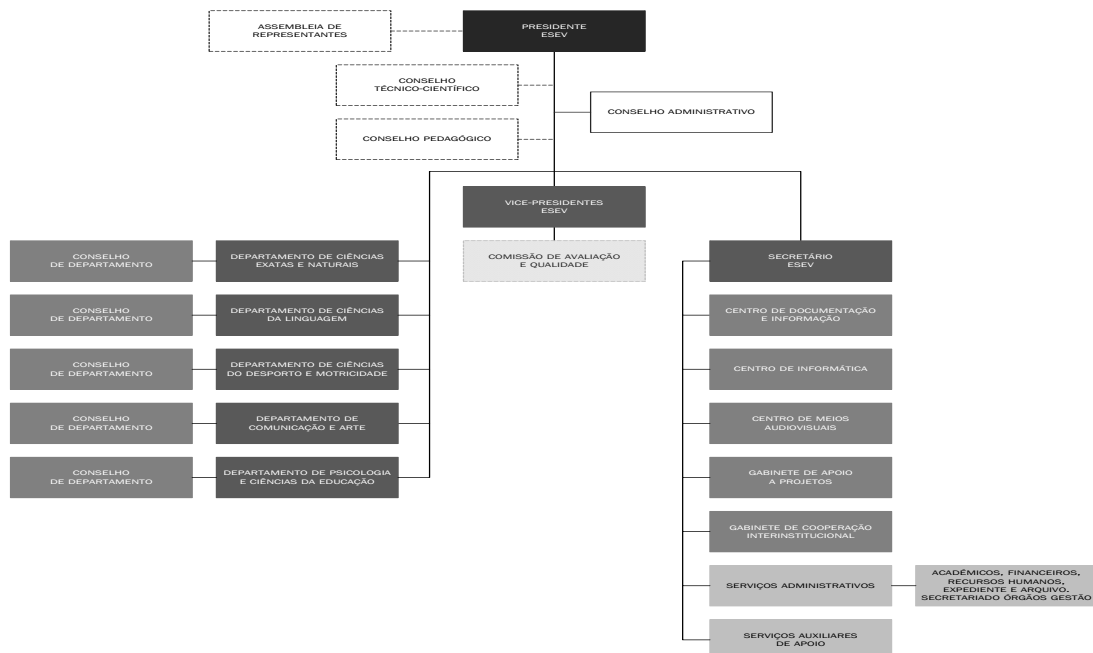 ASSEMBLEIA DE
REPRESENTANTES
PRESIDENTE
ESEV
CONSELHO
TÉCNICO-CIENTÍFICO
CONSELHO ADMINISTRATIVO
CONSELHO PEDAGÓGICO
VICE-PRESIDENTES
ESEV
COMISSÃO DE AVALIAÇÃO
E QUALIDADE
CONSELHO
DE DEPARTAMENTO
DEPARTAMENTO DE CIÊNCIAS
EXATAS E NATURAIS
CONSELHO
DE DEPARTAMENTO
DEPARTAMENTO DE CIÊNCIAS
DA LINGUAGEM
CONSELHO
DE DEPARTAMENTO
DEPARTAMENTO DE CIÊNCIAS
DO DESPORTO E MOTRICIDADE
CONSELHO
DE DEPARTAMENTO
DEPARTAMENTO DE
COMUNICAÇÃO E ARTE
CONSELHO
DE DEPARTAMENTO
DEPARTAMENTO DE PSICOLOGIA
E CIÊNCIAS DA EDUCAÇÃO
SECRETÁRIO
ESEV
CENTRO DE DOCUMENTAÇÃO
E INFORMAÇÃO
CENTRO DE INFORMÁTICA
CENTRO DE MEIOS
AUDIOVISUAIS
GABINETE DE APOIO
A PROJETOS
GABINETE DE COOPERAÇÃO
INTERINSTITUCIONAL
SERVIÇOS ADMINISTRATIVOS
ACADÉMICOS, FINANCEIROS,
RECURSOS HUMANOS,
EXPEDIENTE E ARQUIVO.
SECRETARIADO ÓRGÃOS GESTÃO
SERVIÇOS AUXILIARES
DE APOIO